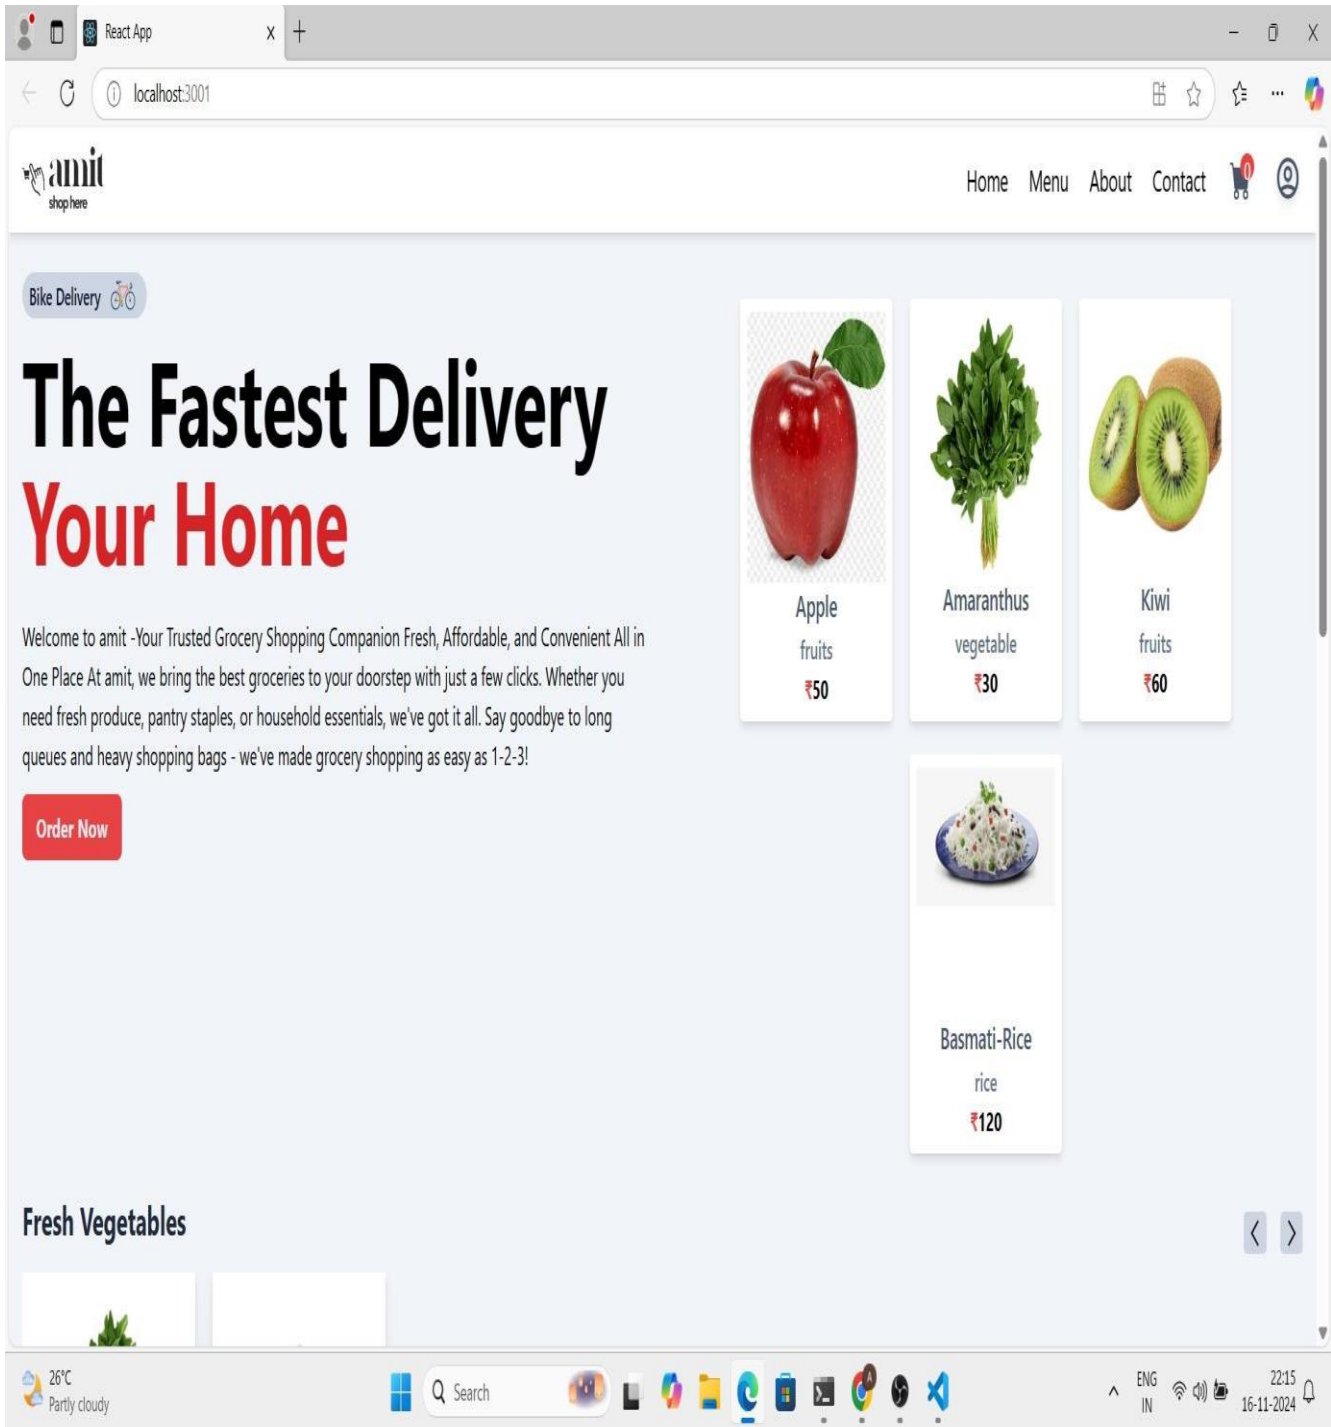 React App
localhost:3001
amit
shop here
Home Menu About Contact 0
Bike Delivery
The Fastest Delivery
Your Home
Welcome to amit -Your Trusted Grocery Shopping Companion Fresh, Affordable, and Convenient All in
One Place At amit, we bring the best groceries to your doorstep with just a few clicks. Whether you
need fresh produce, pantry staples, or household essentials, we've got it all. Say goodbye to long
queues and heavy shopping bags - we've made grocery shopping as easy as 1-2-3!
Order Now
Apple
fruits
₹50
Amaranthus
vegetable
₹30
Kiwi
fruits
₹60
Basmati-Rice
rice
₹120
Fresh Vegetables
26°C
Partly cloudy
Search
A
ENG
IN
22:15
16-11-2024